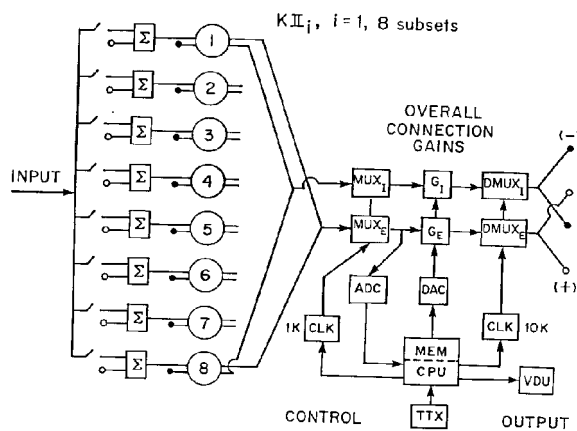 KII_i, i=1, 8 subsets
Σ 1
Σ 2
Σ 3
Σ 4
Σ 5
Σ 6
Σ 7
Σ 8
INPUT
OVERALL
CONNECTION
GAINS
(-)
MUX_I G_I DMUX_I
MUX_E G_E DMUX_E
(+)
ADC DAC
1K CLK CLK 10K
MEM
CPU
VDU
TTX
CONTROL OUTPUT